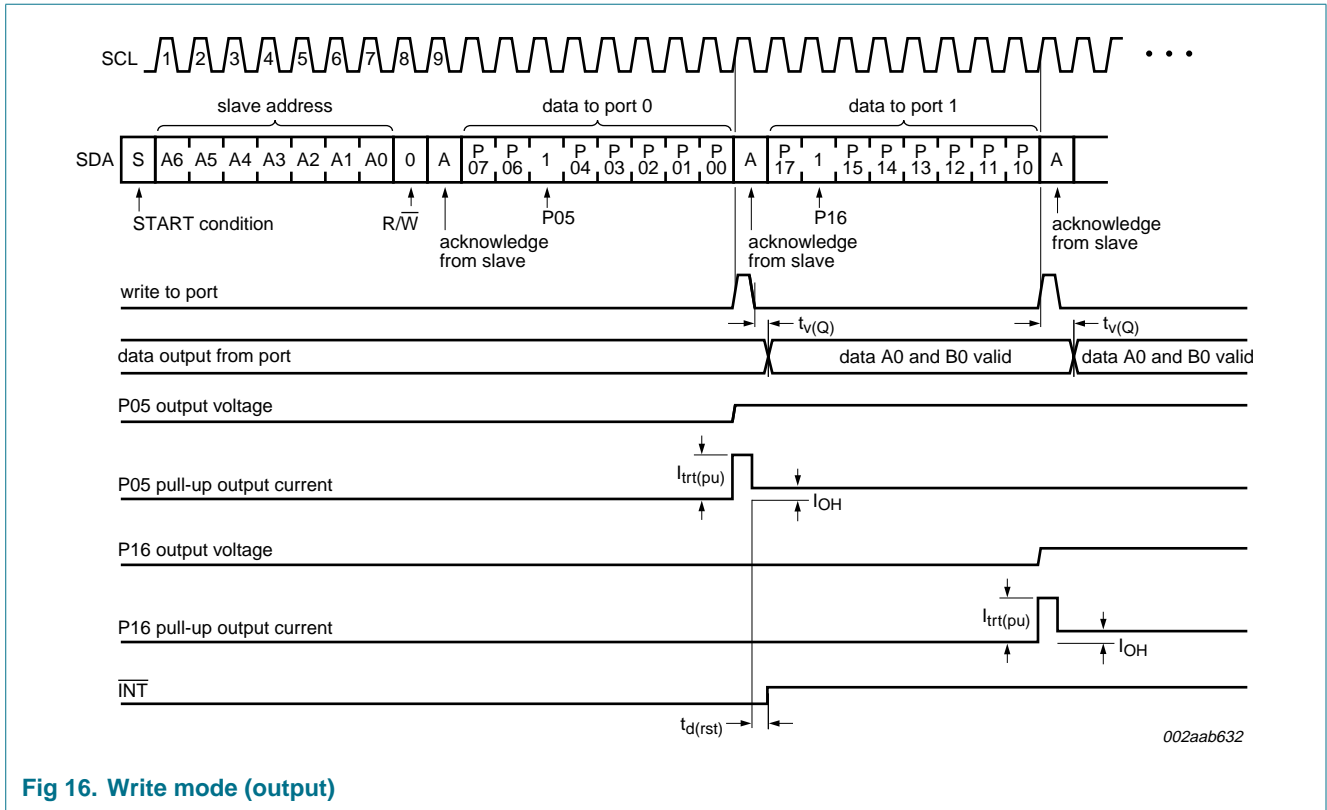 SCL 1 2 3 4 5 6 7 8 9
slave address data to port 0 data to port 1
SDA S A6 A5 A4 A3 A2 A1 A0 0 A P07 P06 1 P04 P03 P02 P01 P00 A P17 1 P15 P14 P13 P12 P11 P10 A
START condition R/W̅ acknowledge from slave P05 acknowledge from slave P16 acknowledge from slave
write to port
tv(Q) tv(Q)
data output from port data A0 and B0 valid data A0 and B0 valid
P05 output voltage
Itrt(pu)
P05 pull-up output current
IOH
P16 output voltage
Itrt(pu)
P16 pull-up output current
IOH
I̅N̅T̅
td(rst)
002aab632
Fig 16. Write mode (output)